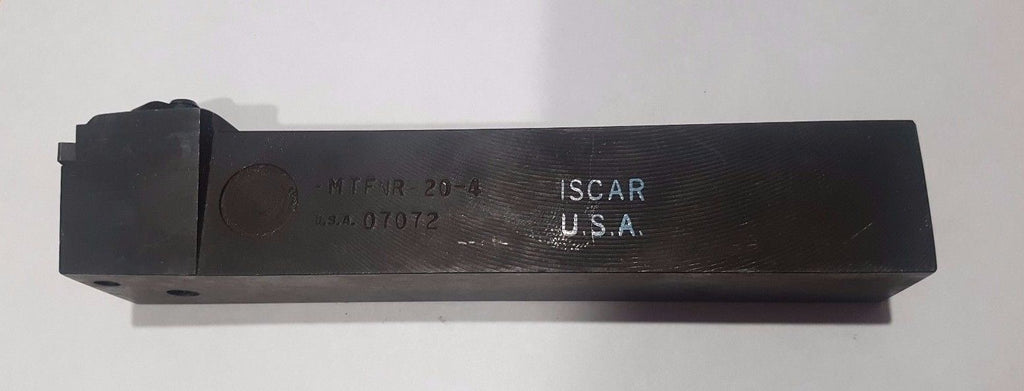 -MTFNR-20-4
U.S.A. 07072
ISCAR
U.S.A.